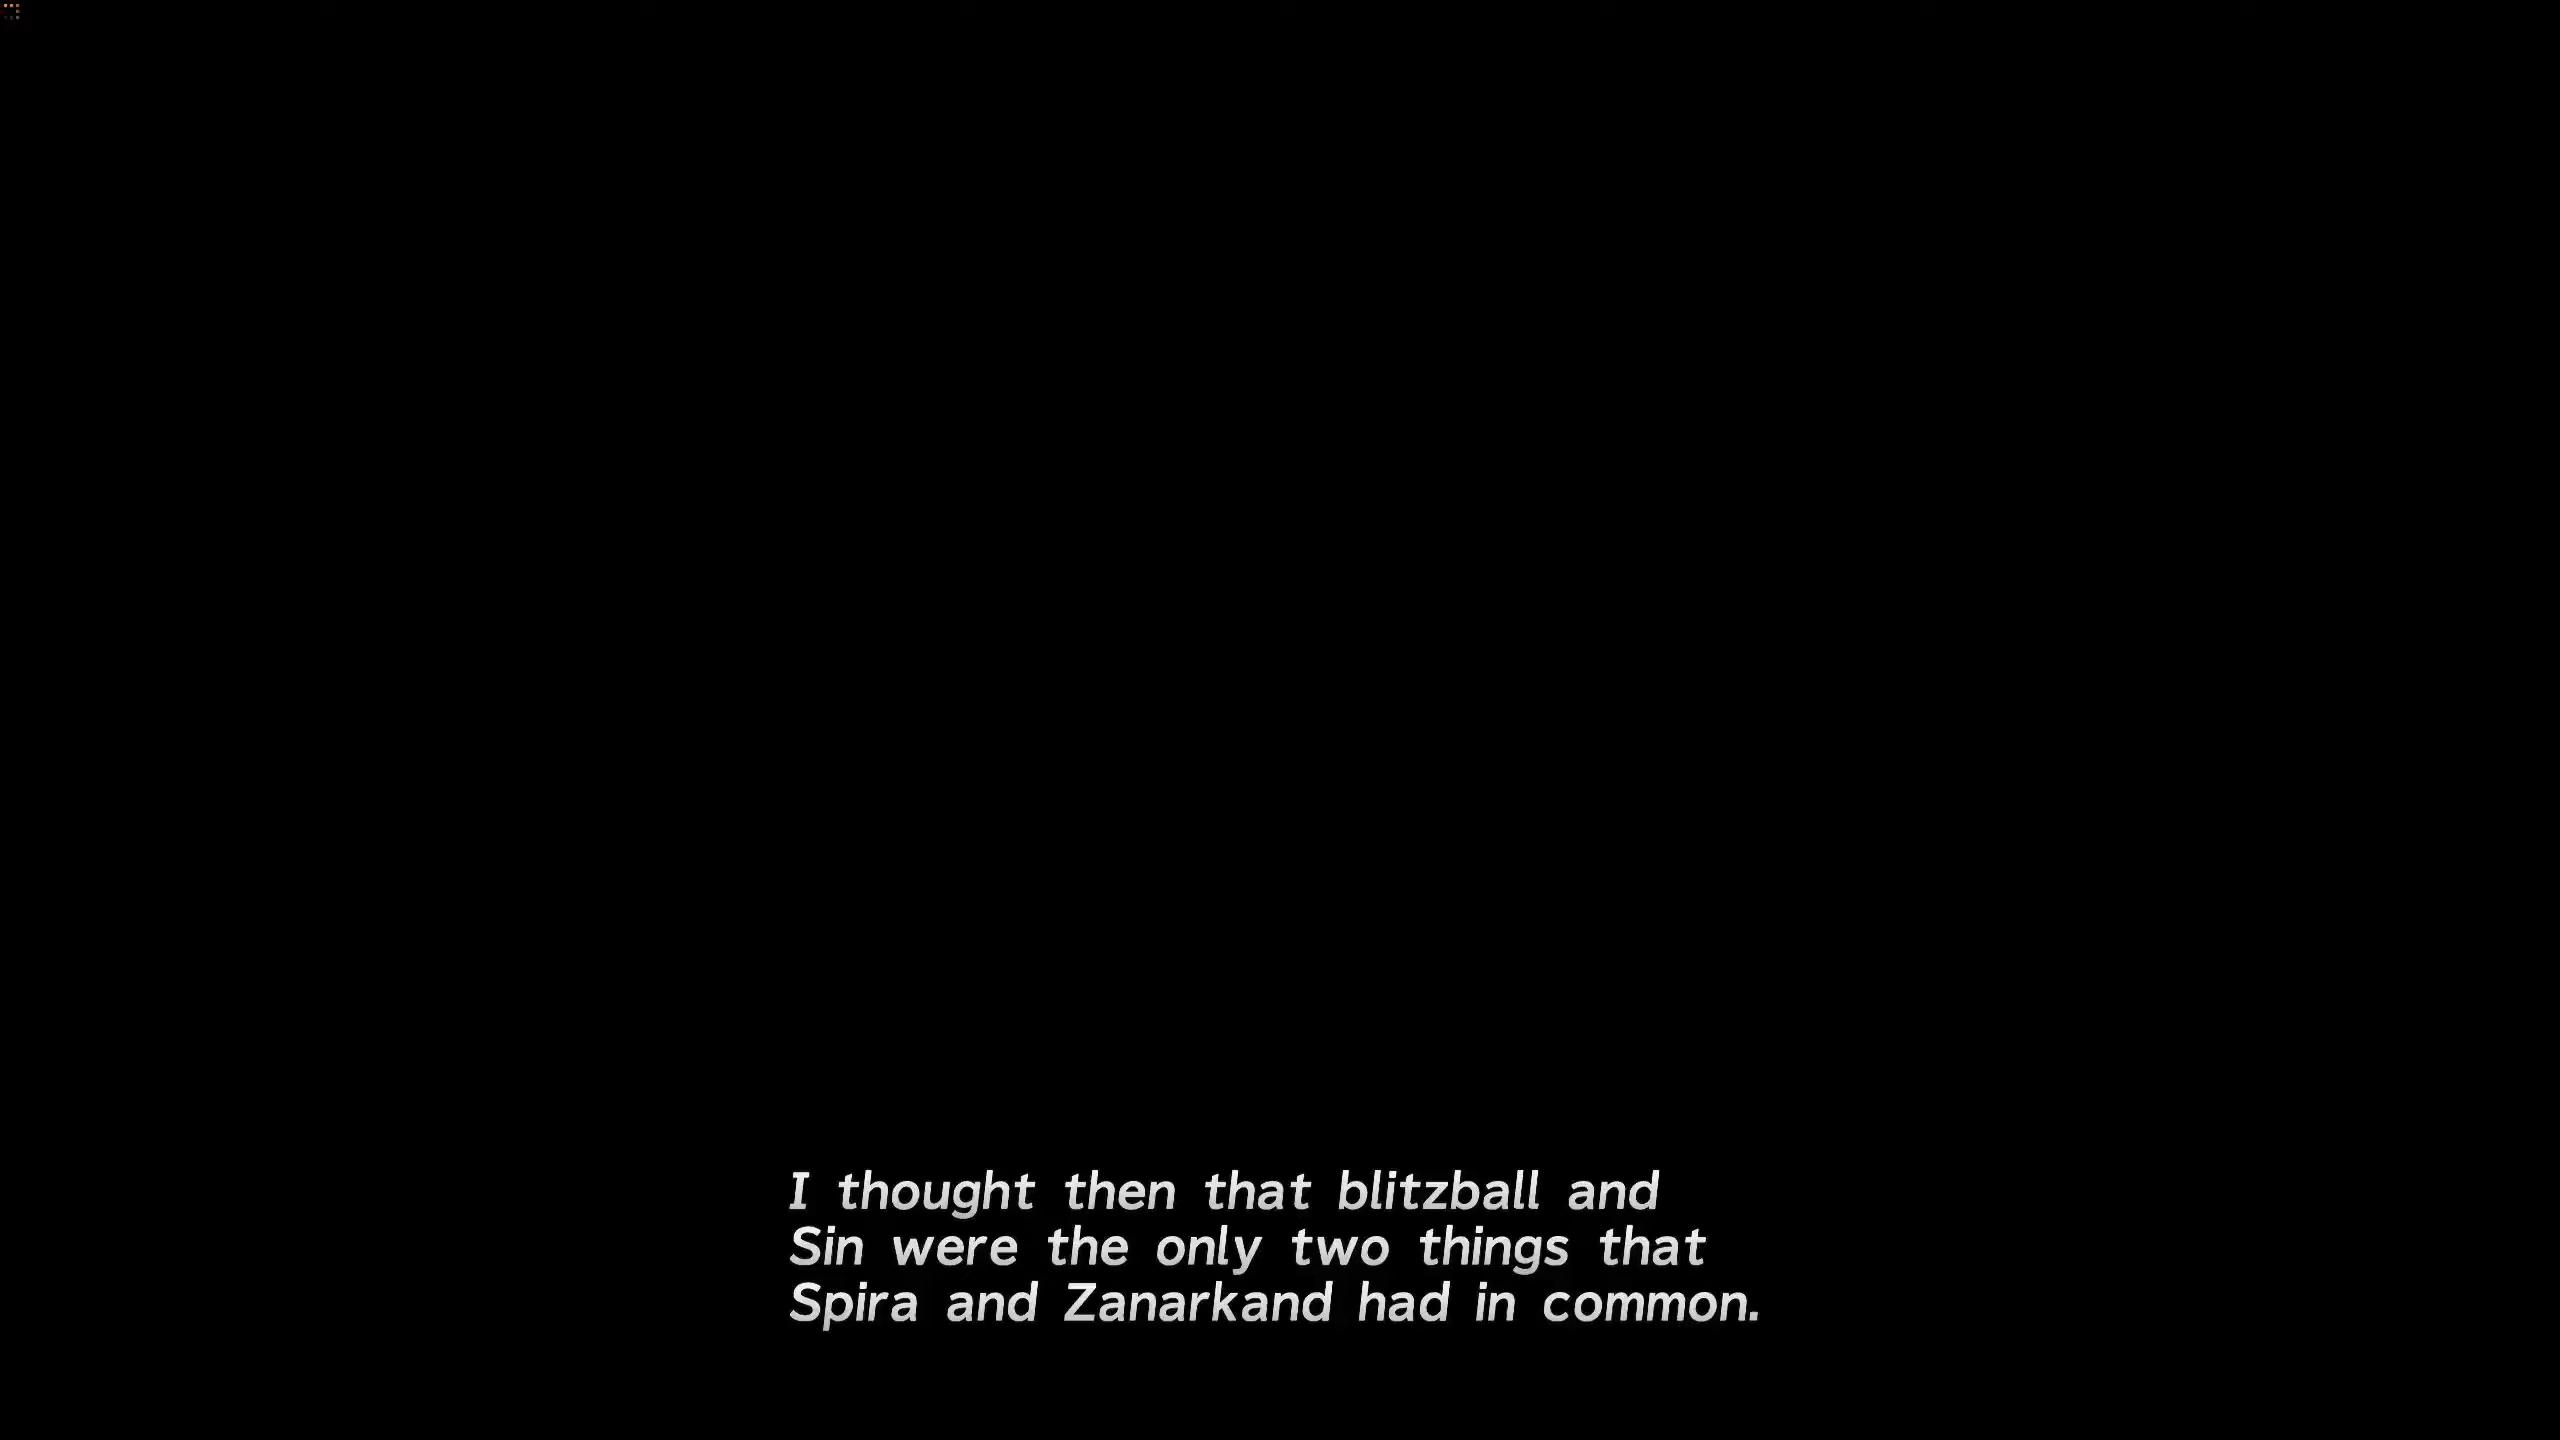 I thought then that blitzball and
Sin were the only two things that
Spira and Zanarkand had in common.